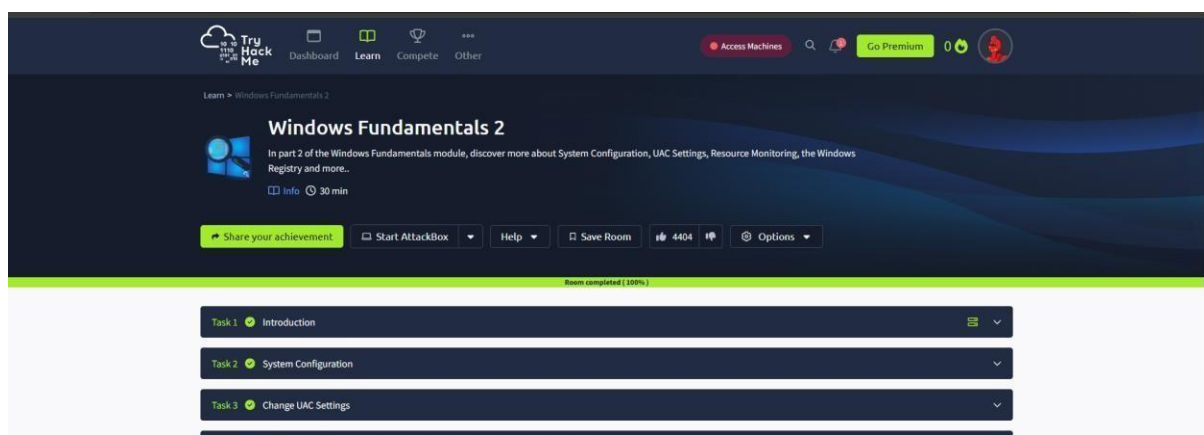 Try
Hack
Me
Dashboard
Learn
Compete
Other
Access Machines
Go Premium
0
Learn > Windows Fundamentals 2
Windows Fundamentals 2
In part 2 of the Windows Fundamentals module, discover more about System Configuration, UAC Settings, Resource Monitoring, the Windows
Registry and more..
Info 30 min
Share your achievement
Start AttackBox
Help
Save Room
4404
Options
Room completed ( 100% )
Task 1 Introduction
Task 2 System Configuration
Task 3 Change UAC Settings